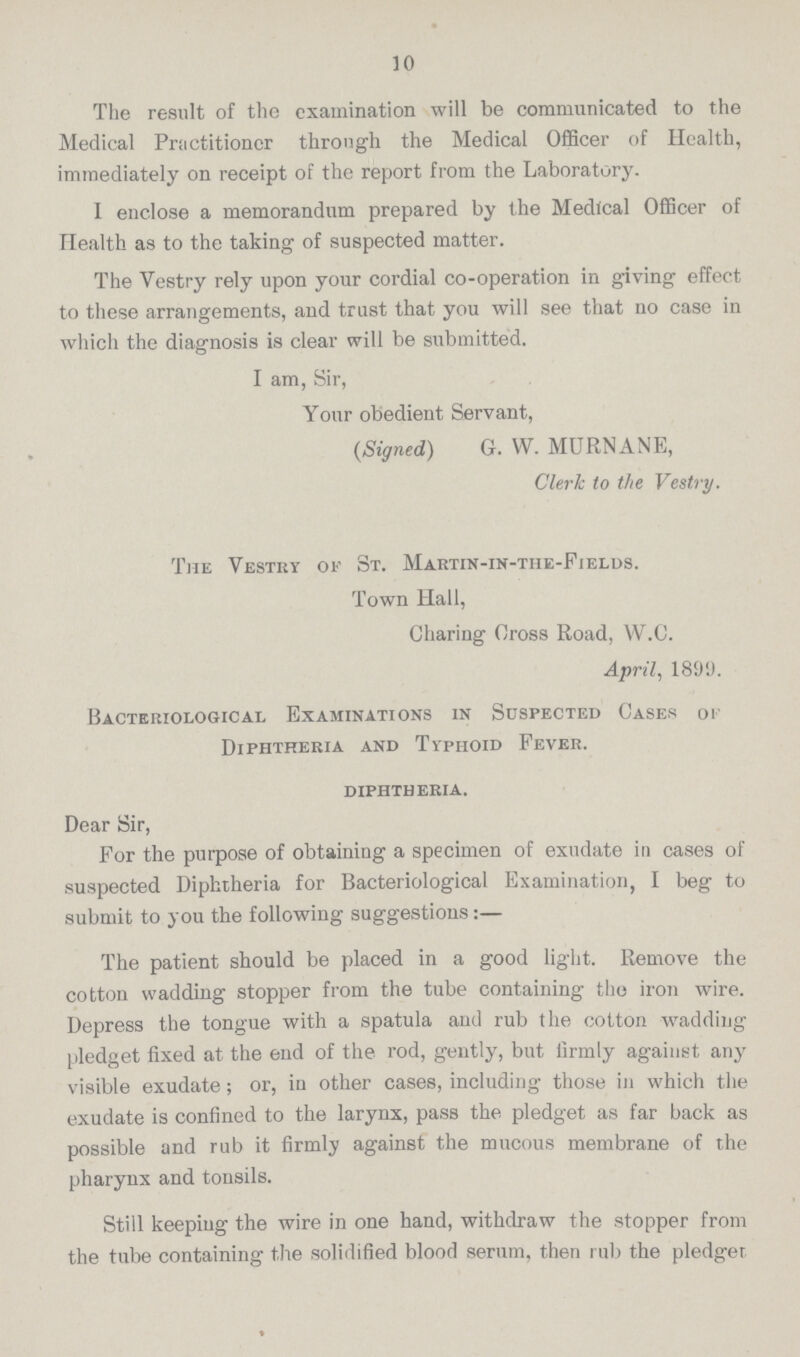 10
The result of the examination will be communicated to the
Medical Practitioner through the Medical Officer of Health,
immediately on receipt of the report from the Laboratory.
I enclose a memorandum prepared by the Medical Officer of
Health as to the taking of suspected matter.
The Vestry rely upon your cordial co-operation in giving effect
to these arrangements, and trust that you will see that no case in
which the diagnosis is clear will be submitted.
I am, Sir,
Your obedient Servant,
(Signed) G. W. MURNANE,
Clerk to the Vestry.
The Vestry of St. Martin-in-the-Fields.
Town Hall,
Charing Cross Road, W.C.
April, 1899.
Bacteriological Examinations in Suspected Cases of
Diphtheria and Typhoid Fever.
DIPHTHERIA.
Dear Sir,
For the purpose of obtaining a specimen of exudate in cases of
suspected Diphtheria for Bacteriological Examination, I beg to
submit to you the following suggestions:—
The patient should be placed in a good light. Remove the
cotton wadding stopper from the tube containing the iron wire.
Depress the tongue with a spatula and rub the cotton wadding
pledget fixed at the end of the rod, gently, but firmly against any
visible exudate; or, in other cases, including those in which the
exudate is confined to the larynx, pass the pledget as far back as
possible and rub it firmly against the mucous membrane of the
pharynx and tonsils.
Still keeping the wire in one hand, withdraw the stopper from
the tube containing the solidified blood serum, then rub the pledget